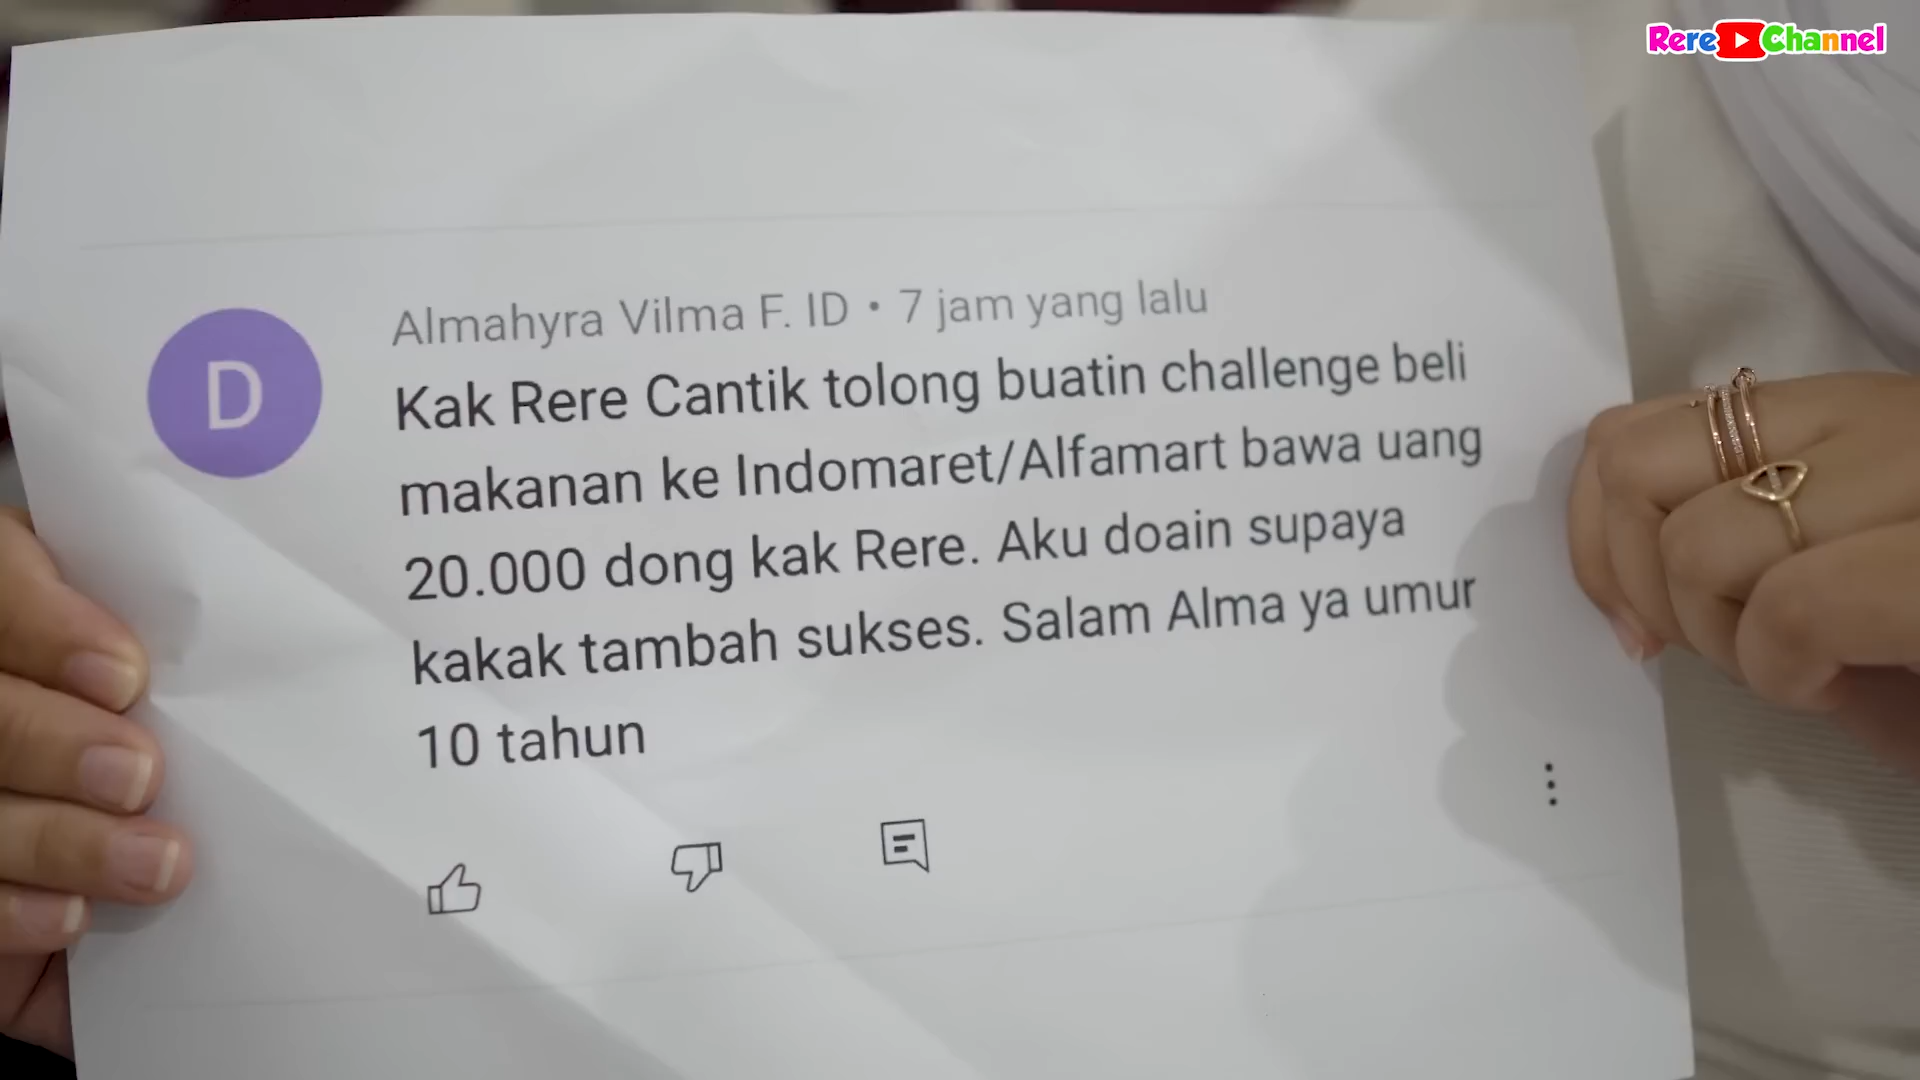 Rere Channel
Almahyra Vilma F. ID • 7 jam yang lalu
D
Kak Rere Cantik tolong buatin challenge beli
makanan ke Indomaret/Alfamart bawa uang
20.000 dong kak Rere. Aku doain supaya
kakak tambah sukses. Salam Alma ya umur
10 tahun